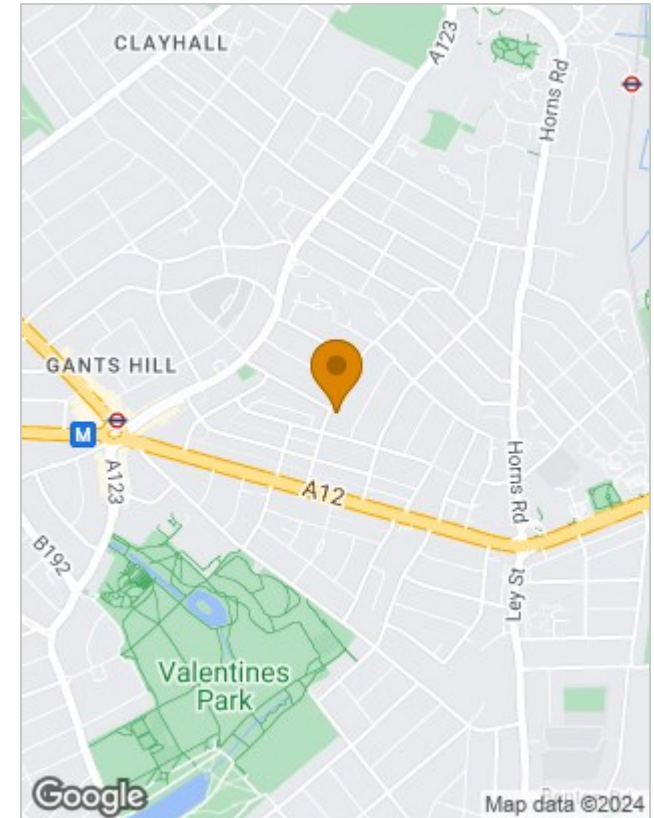 CLAYHALL
A123
Horns Rd
GANTS HILL
M
A123
A12
Horns Rd
B192
Ley St
Valentines
Park
Google
Map data ©2024